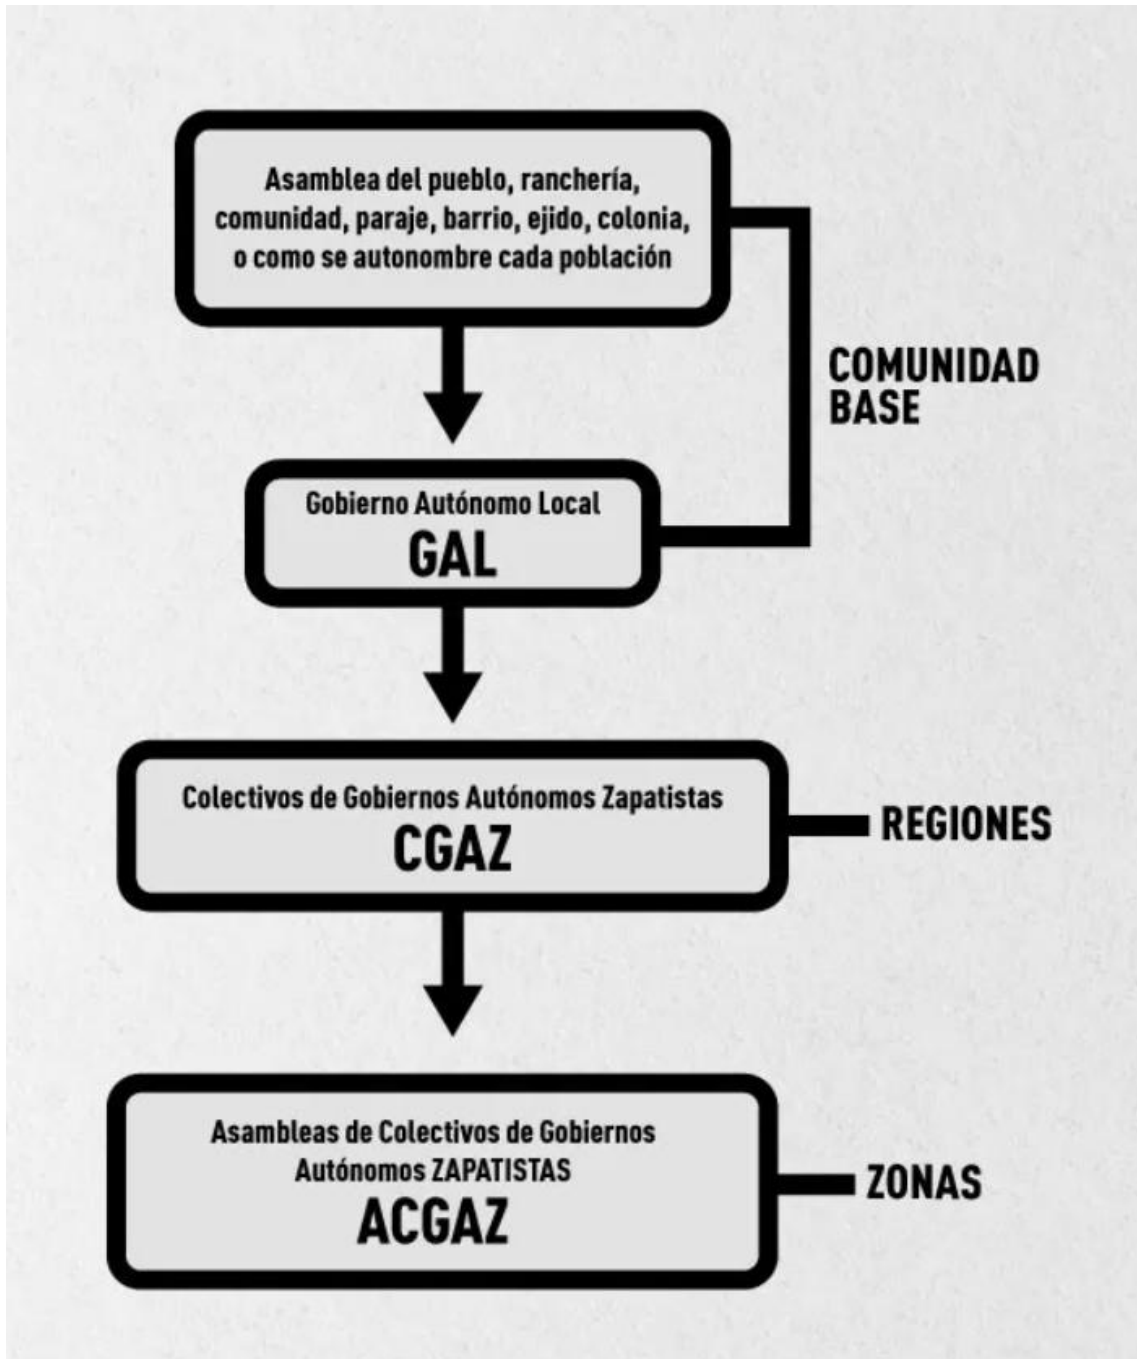 Asamblea del pueblo, ranchería,
comunidad, paraje, barrio, ejido, colonia,
o como se autonombre cada población
COMUNIDAD
BASE
Gobierno Autónomo Local
GAL
Colectivos de Gobiernos Autónomos Zapatistas
CGAZ
REGIONES
Asambleas de Colectivos de Gobiernos
Autónomos ZAPATISTAS
ACGAZ
ZONAS